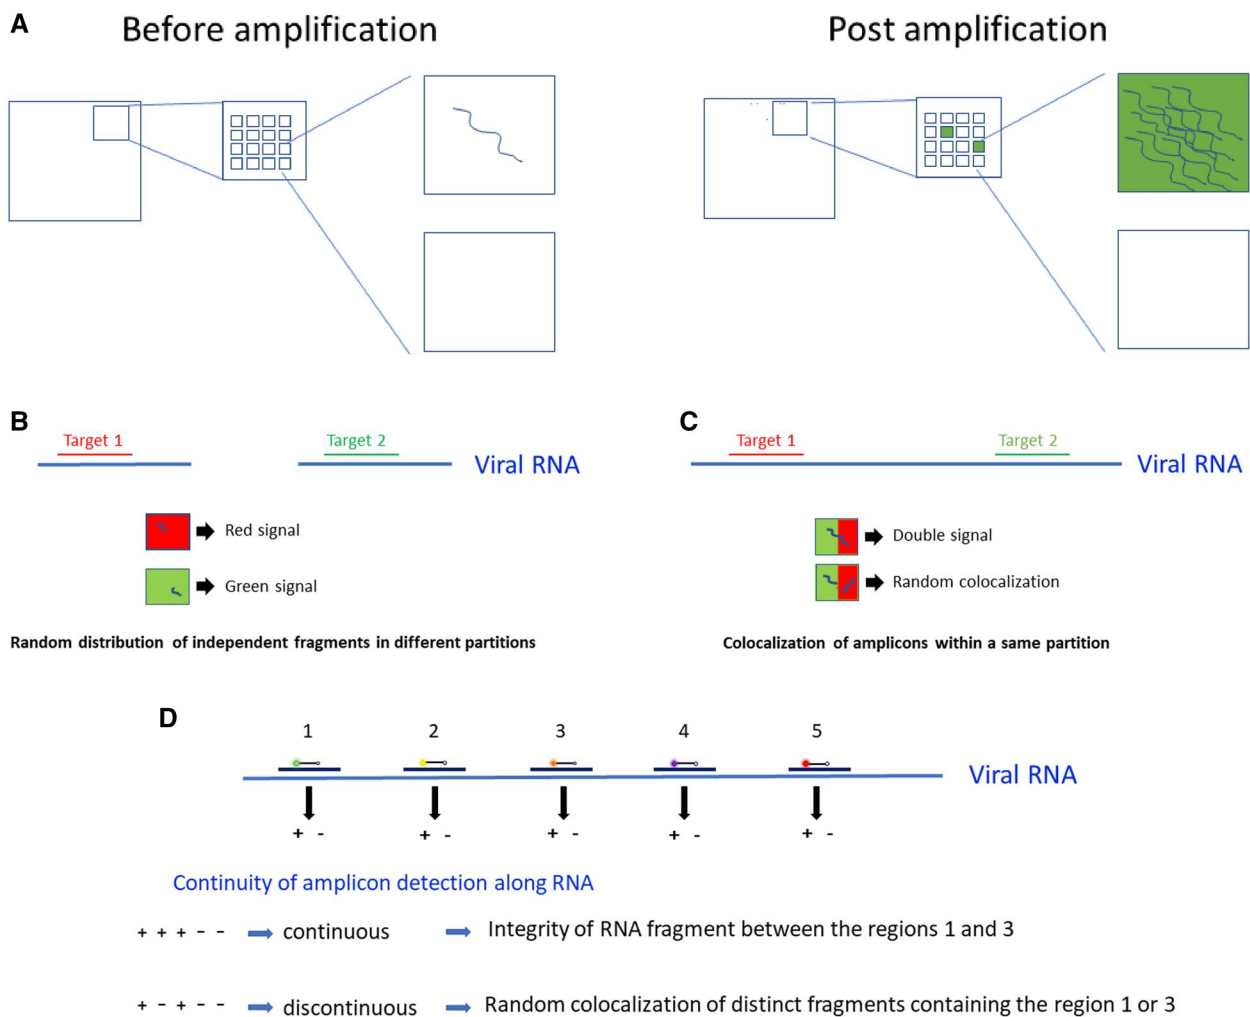 A
Before amplification
Post amplification
B
Target 1
Target 2
Viral RNA
Red signal
Green signal
Random distribution of independent fragments in different partitions
C
Target 1
Target 2
Viral RNA
Double signal
Random colocalization
Colocalization of amplicons within a same partition
D
1 2 3 4 5
Viral RNA
+ - + - + - + - + -
Continuity of amplicon detection along RNA
+ + + - - continuous Integrity of RNA fragment between the regions 1 and 3
+ - + - - discontinuous Random colocalization of distinct fragments containing the region 1 or 3